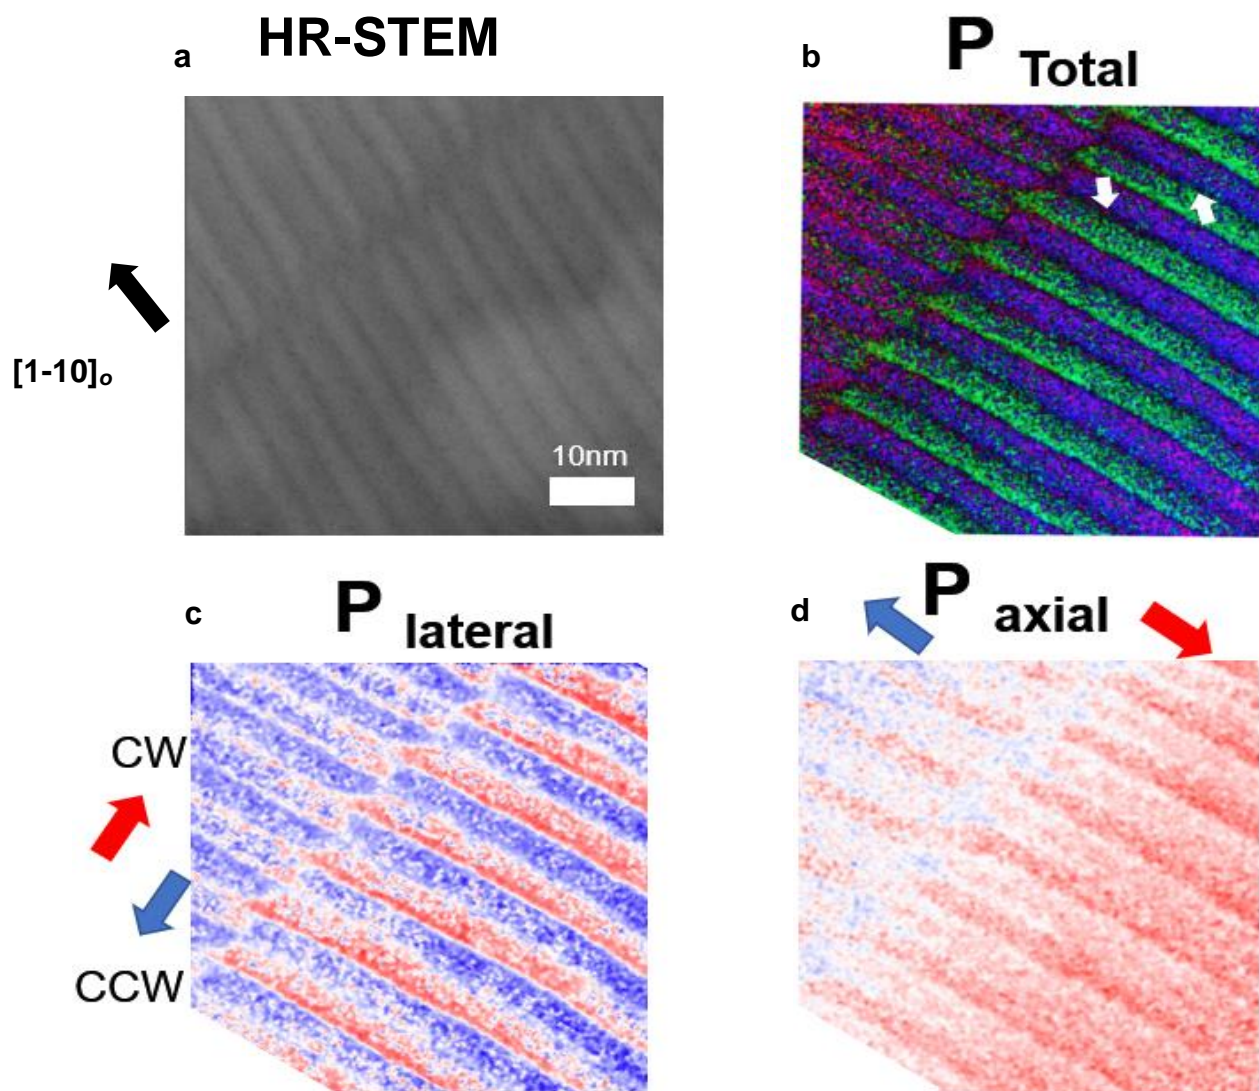 a
HR-STEM
b
P Total
[1-10]o
10nm
c
P lateral
d
P axial
CW
CCW